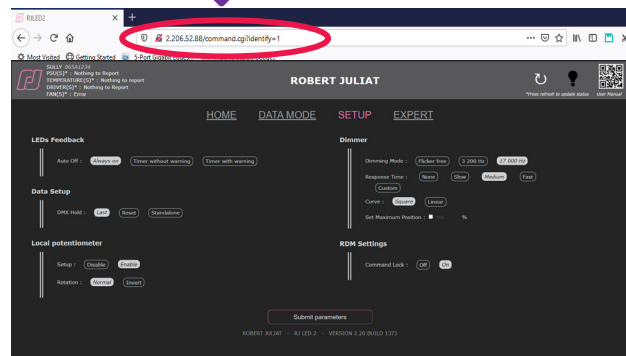 RJLED2
2.206.52.88/command.cgi?identify=1
Most Visited Getting Started 5-Port Gigabit
SULLY 065A1234
PSU(S)* : Nothing to Report
TEMPERATURE(S)* : Nothing to report
DRIVER(S)* : Nothing to Report
FAN(S)* : Error
ROBERT JULIAT
*Press refresh to update status
User Manual
HOME DATA MODE SETUP EXPERT
LEDs Feedback
Auto Off : Always on Timer without warning Timer with warning
Data Setup
DMX Hold : Last Reset Standalone
Local potentiometer
Setup : Disable Enable
Rotation : Normal Invert
Dimmer
Dimming Mode : Flicker free 3 200 Hz 17 000 Hz
Response Time : None Slow Medium Fast
Custom
Curve : Square Linear
Set Maximum Position : %
RDM Settings
Command Lock : Off On
Submit parameters
ROBERT JULIAT - RJ LED 2 - VERSION 2.20 BUILD 1371